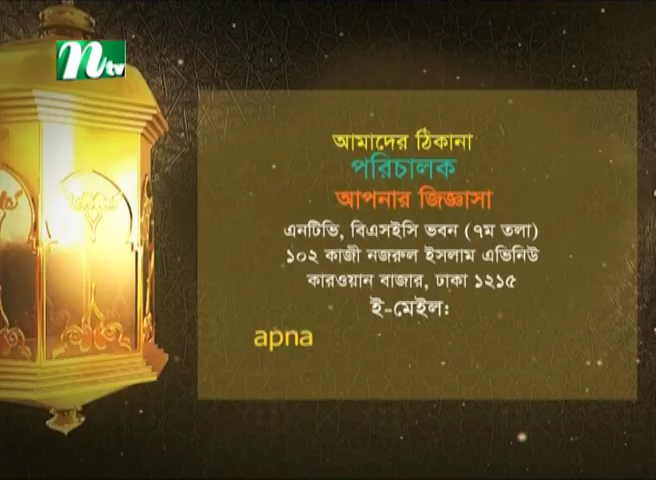 ntv
আমাদের ঠিকানা
পরিচালক
আপনার জিজ্ঞাসা
এনটিভি, বিএসইসি ভবন (৭ম তলা)
১০২ কাজী নজরুল ইসলাম এভিনিউ
কারওয়ান বাজার, ঢাকা ১২১৫
ই-মেইল:
apna